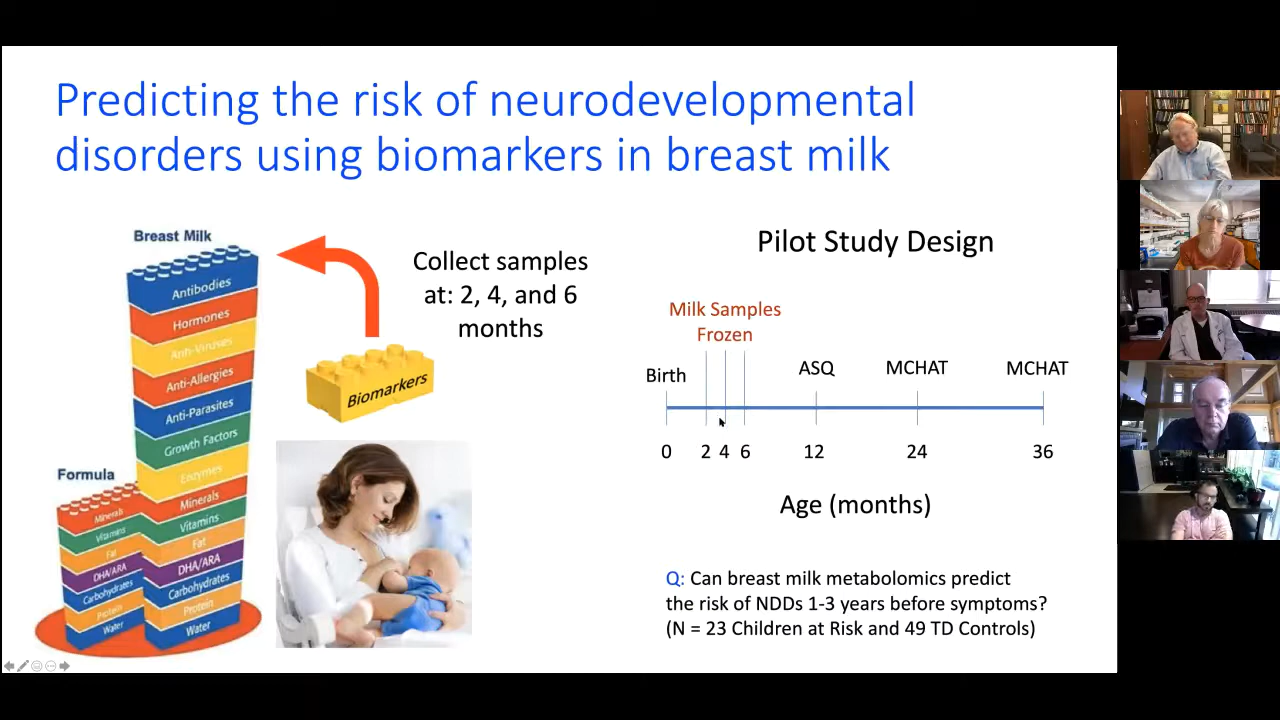 Predicting the risk of neurodevelopmental
disorders using biomarkers in breast milk
Breast Milk
Antibodies
Hormones
Anti-Viruses
Anti-Allergies
Anti-Parasites
Growth Factors
Enzymes
Minerals
Vitamins
Fat
DHA/ARA
Carbohydrates
Protein
Water
Formula
Minerals
Vitamins
Fat
DHA/ARA
Carbohydrates
Protein
Water
Collect samples
at: 2, 4, and 6
months
Biomarkers
Pilot Study Design
Milk Samples
Frozen
Birth
ASQ
MCHAT
MCHAT
0 2 4 6 12 24 36
Age (months)
Q: Can breast milk metabolomics predict
the risk of NDDs 1-3 years before symptoms?
(N = 23 Children at Risk and 49 TD Controls)